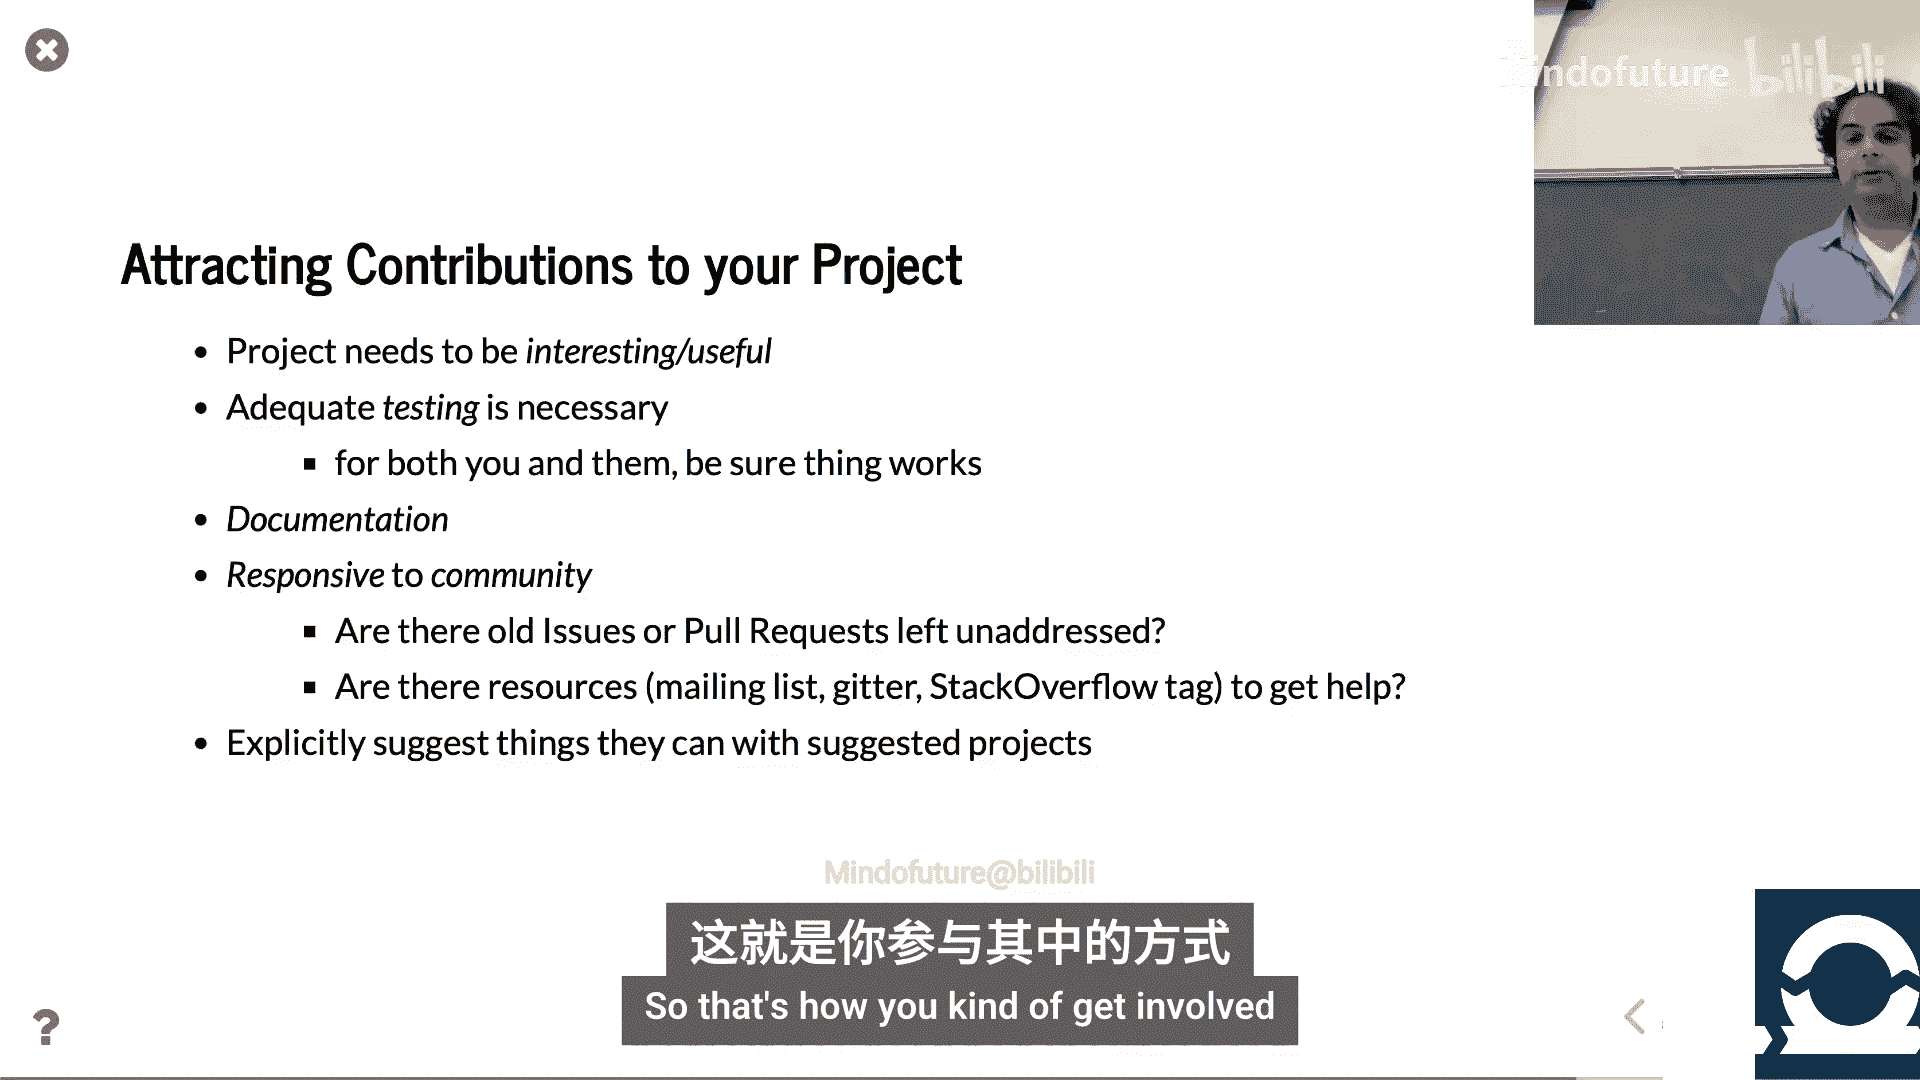 Mindofuture bilibili
Attracting Contributions to your Project
Project needs to be interesting/useful
Adequate testing is necessary
for both you and them, be sure thing works
Documentation
Responsive to community
Are there old Issues or Pull Requests left unaddressed?
Are there resources (mailing list, gitter, StackOverflow tag) to get help?
Explicitly suggest things they can with suggested projects
Mindofuture@bilibili
这就是你参与其中的方式
So that's how you kind of get involved
?